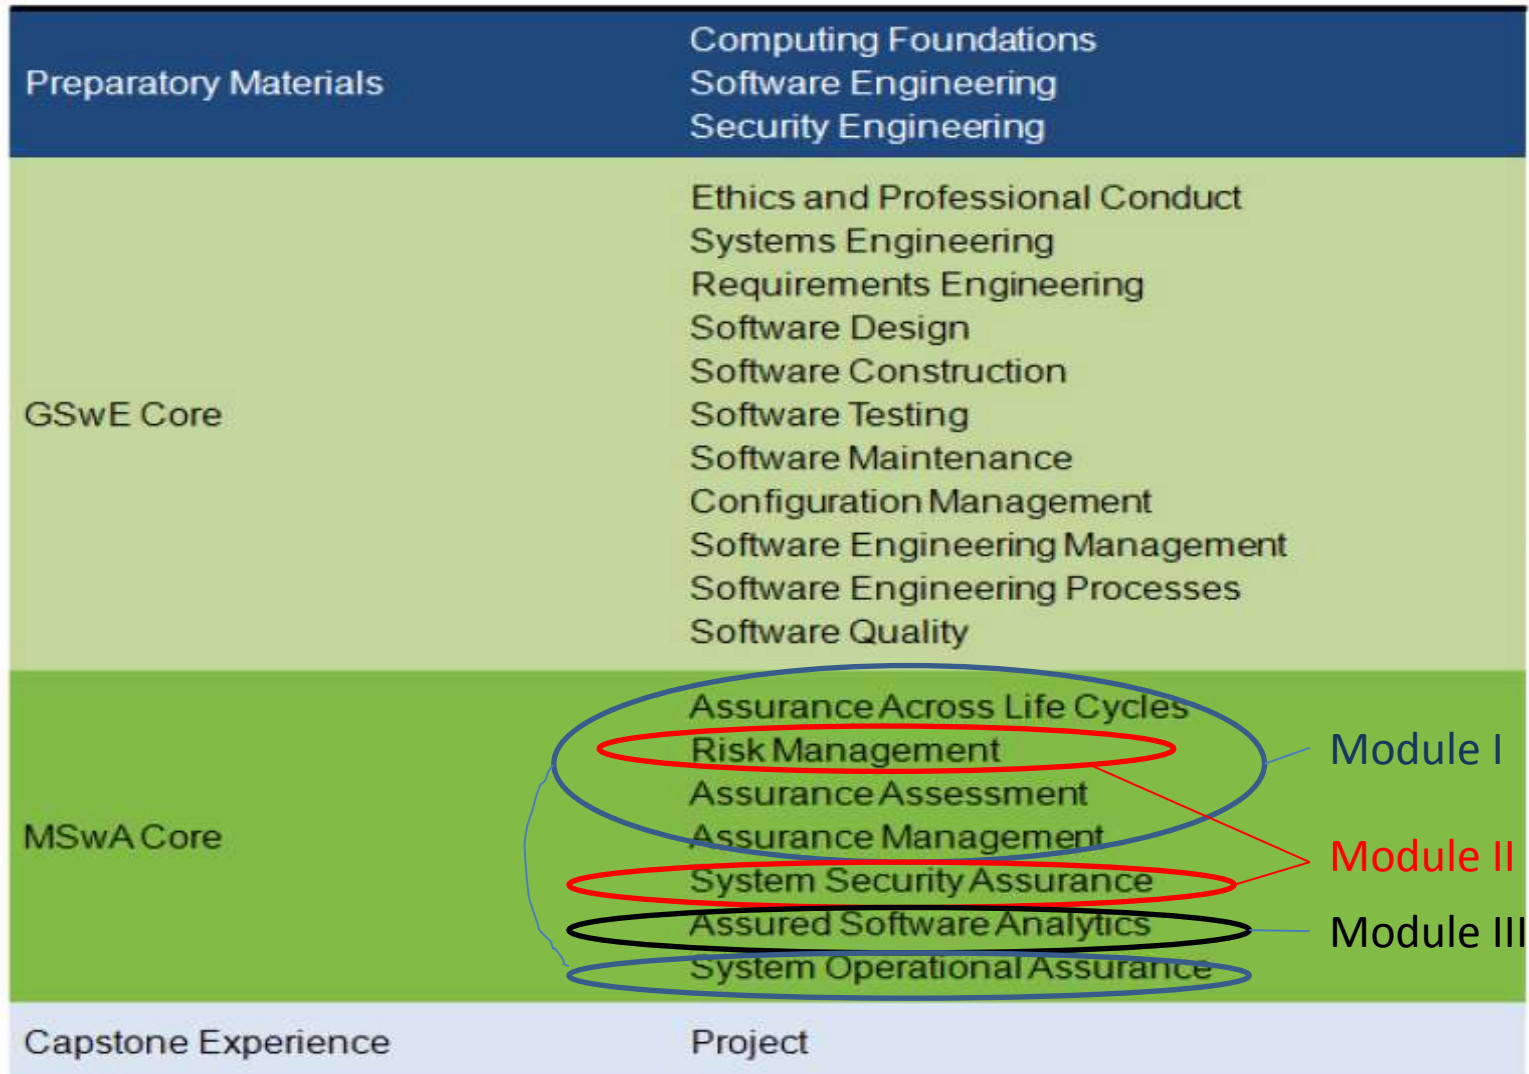 Preparatory Materials
Computing Foundations
Software Engineering
Security Engineering
GSwE Core
Ethics and Professional Conduct
Systems Engineering
Requirements Engineering
Software Design
Software Construction
Software Testing
Software Maintenance
Configuration Management
Software Engineering Management
Software Engineering Processes
Software Quality
MSwA Core
Assurance Across Life Cycles
Risk Management
Assurance Assessment
Assurance Management
System Security Assurance
Assured Software Analytics
System Operational Assurance
Module I
Module II
Module III
Capstone Experience
Project